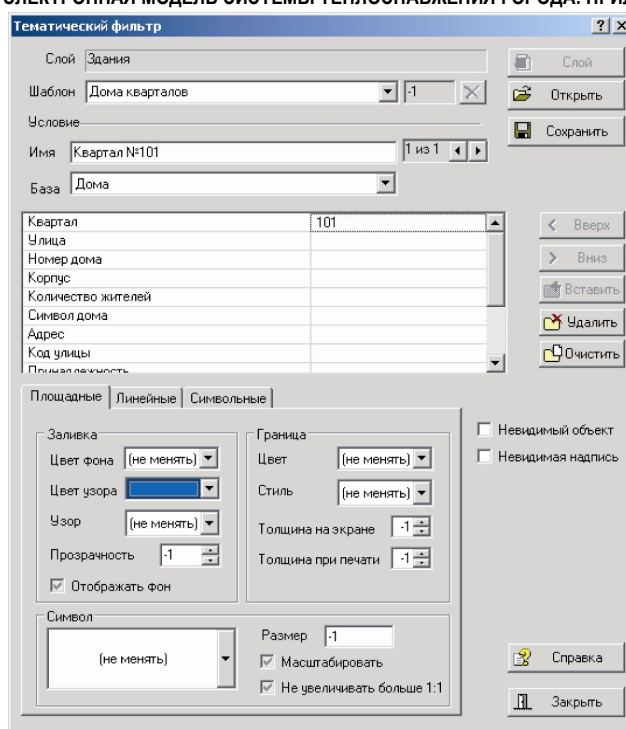 ЭЛЕКТРОННАЯ МОДЕЛЬ СИСТЕМЫ ТЕПЛОСНАБЖЕНИЯ ГОРОДА.
Тематический фильтр
Слой Здания Слой
Шаблон Дома кварталов -1 Открыть
Условие Сохранить
Имя Квартал №101 1 из 1
База Дома
Квартал 101 Вверх
Улица
Номер дома Вниз
Корпус
Количество жителей Вставить
Символ дома Удалить
Адрес
Код улицы Очистить
Принадлежность
Площадные Линейные Символьные
Заливка Граница Невидимый объект
Цвет фона (не менять) Цвет (не менять) Невидимая надпись
Цвет узора Стиль (не менять)
Узор (не менять) Толщина на экране -1
Прозрачность -1 Толщина при печати -1
Отображать фон
Символ Размер -1
(не менять) Масштабировать Справка
Не увеличивать больше 1:1
Закрыть